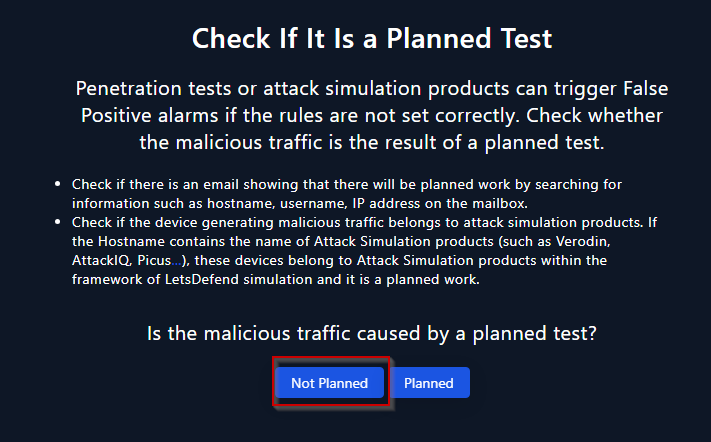 Check If It Is a Planned Test
Penetration tests or attack simulation products can trigger False
Positive alarms if the rules are not set correctly. Check whether
the malicious traffic is the result of a planned test.
• Check if there is an email showing that there will be planned work by searching for
information such as hostname, username, IP address on the mailbox.
• Check if the device generating malicious traffic belongs to attack simulation products. If
the Hostname contains the name of Attack Simulation products (such as Verodin,
AttackIQ, Picus...), these devices belong to Attack Simulation products within the
framework of LetsDefend simulation and it is a planned work.
Is the malicious traffic caused by a planned test?
Not Planned Planned